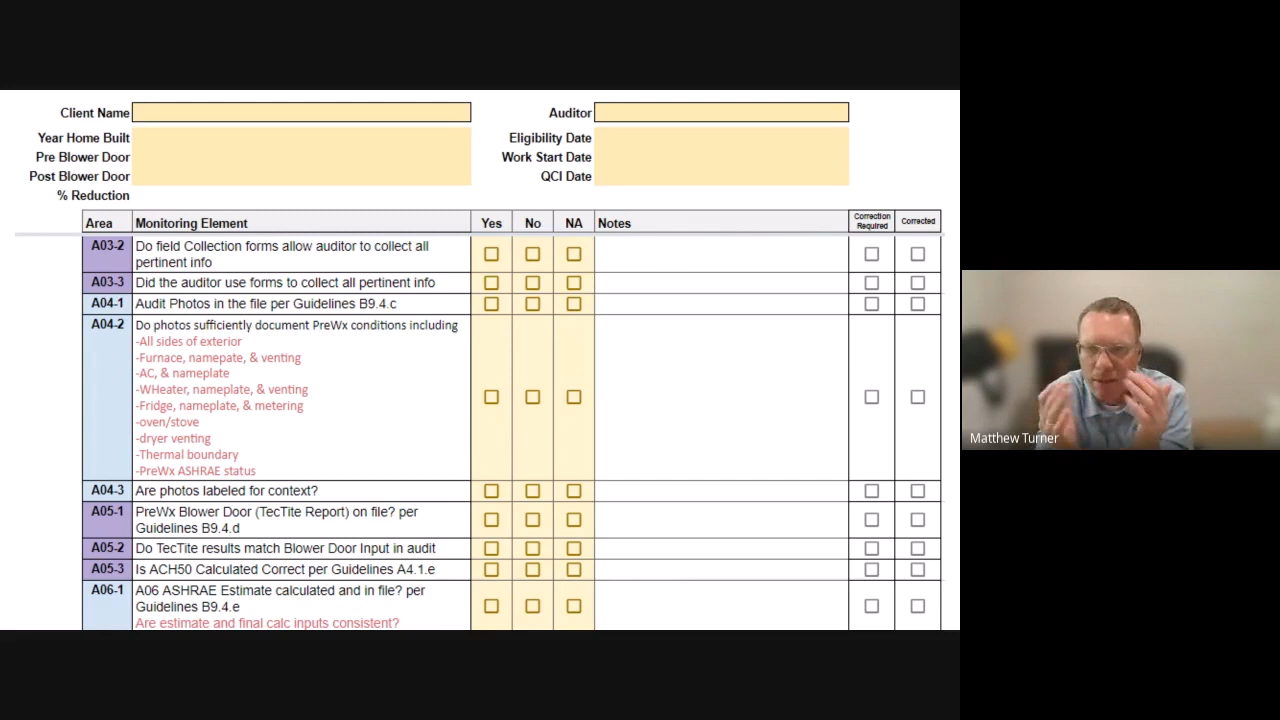 Client Name
Auditor
Year Home Built
Eligibility Date
Pre Blower Door
Work Start Date
Post Blower Door
QCI Date
% Reduction
Area Monitoring Element Yes No NA Notes Correction Required Corrected
A03-2 Do field Collection forms allow auditor to collect all
pertinent info
A03-3 Did the auditor use forms to collect all pertinent info
A04-1 Audit Photos in the file per Guidelines B9.4.c
A04-2 Do photos sufficiently document PreWx conditions including
-All sides of exterior
-Furnace, namepate, & venting
-AC, & nameplate
-WHeater, nameplate, & venting
-Fridge, nameplate, & metering
-oven/stove
-dryer venting
-Thermal boundary
-PreWx ASHRAE status
A04-3 Are photos labeled for context?
A05-1 PreWx Blower Door (TecTite Report) on file? per
Guidelines B9.4.d
A05-2 Do TecTite results match Blower Door Input in audit
A05-3 Is ACH50 Calculated Correct per Guidelines A4.1.e
A06-1 A06 ASHRAE Estimate calculated and in file? per
Guidelines B9.4.e
Are estimate and final calc inputs consistent?
Matthew Turner